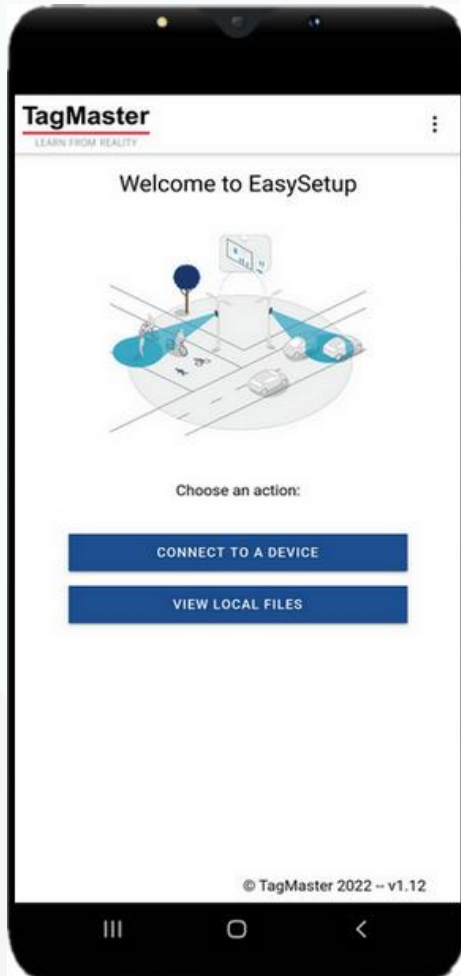 TagMaster
LEARN FROM REALITY
Welcome to EasySetup
Choose an action:
CONNECT TO A DEVICE
VIEW LOCAL FILES
© TagMaster 2022 -- v1.12